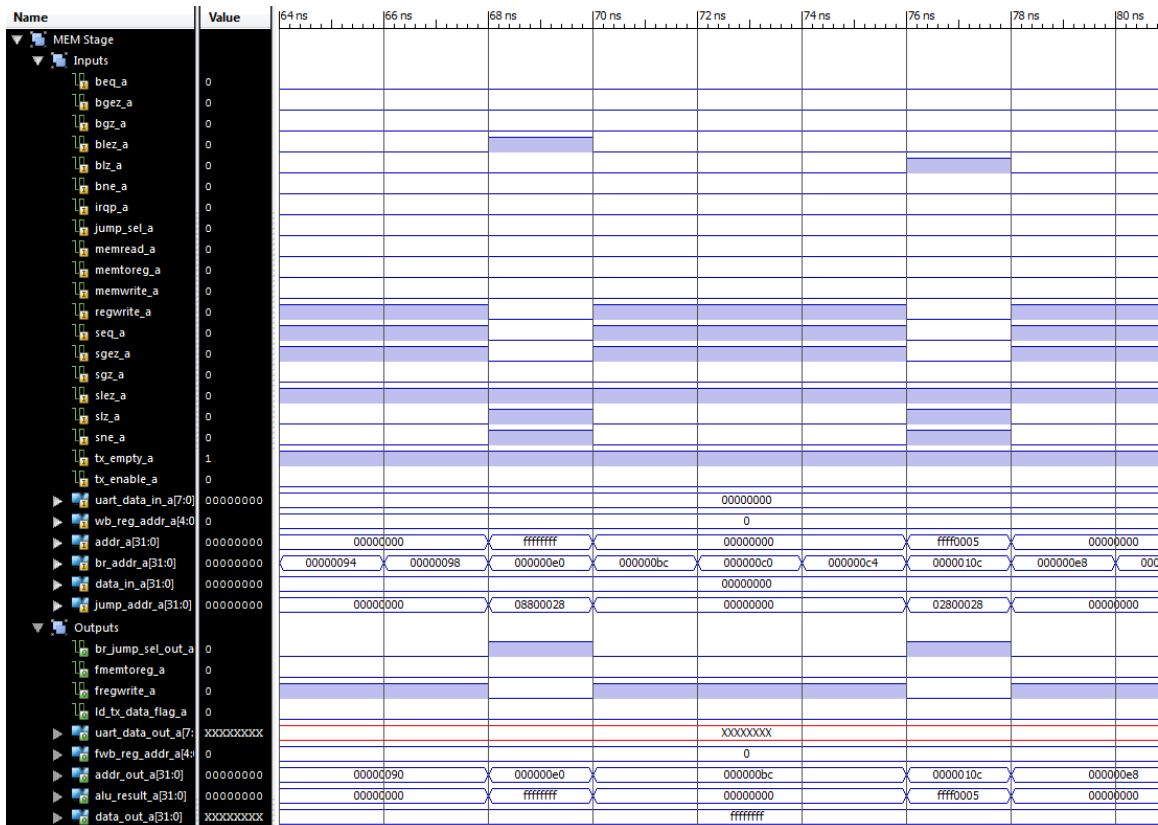 Name Value 64 ns 66 ns 68 ns 70 ns 72 ns 74 ns 76 ns 78 ns 80 ns
MEM Stage
Inputs
beq_a 0
bgez_a 0
bgz_a 0
blez_a 0
blz_a 0
bne_a 0
irqp_a 0
jump_sel_a 0
memread_a 0
memtoreg_a 0
memwrite_a 0
regwrite_a 0
seq_a 0
sgez_a 0
sgz_a 0
slez_a 0
slz_a 0
sne_a 0
tx_empty_a 1
tx_enable_a 0
uart_data_in_a[7:0] 00000000 00000000
wb_reg_addr_a[4:0 0 0
addr_a[31:0] 00000000 00000000 ffffffff 00000000 ffff0005 00000000
br_addr_a[31:0] 00000000 00000094 00000098 000000e0 000000bc 000000c0 000000c4 0000010c 000000e8 000
data_in_a[31:0] 00000000 00000000
jump_addr_a[31:0] 00000000 00000000 08800028 00000000 02800028 00000000
Outputs
br_jump_sel_out_a 0
fmemtoreg_a 0
fregwrite_a 0
ld_tx_data_flag_a 0
uart_data_out_a[7: XXXXXXXX XXXXXXXX
fwb_reg_addr_a[4: 0 0
addr_out_a[31:0] 00000000 00000090 000000e0 000000bc 0000010c 000000e8
alu_result_a[31:0] 00000000 00000000 ffffffff 00000000 ffff0005 00000000
data_out_a[31:0] XXXXXXXX ffffffff